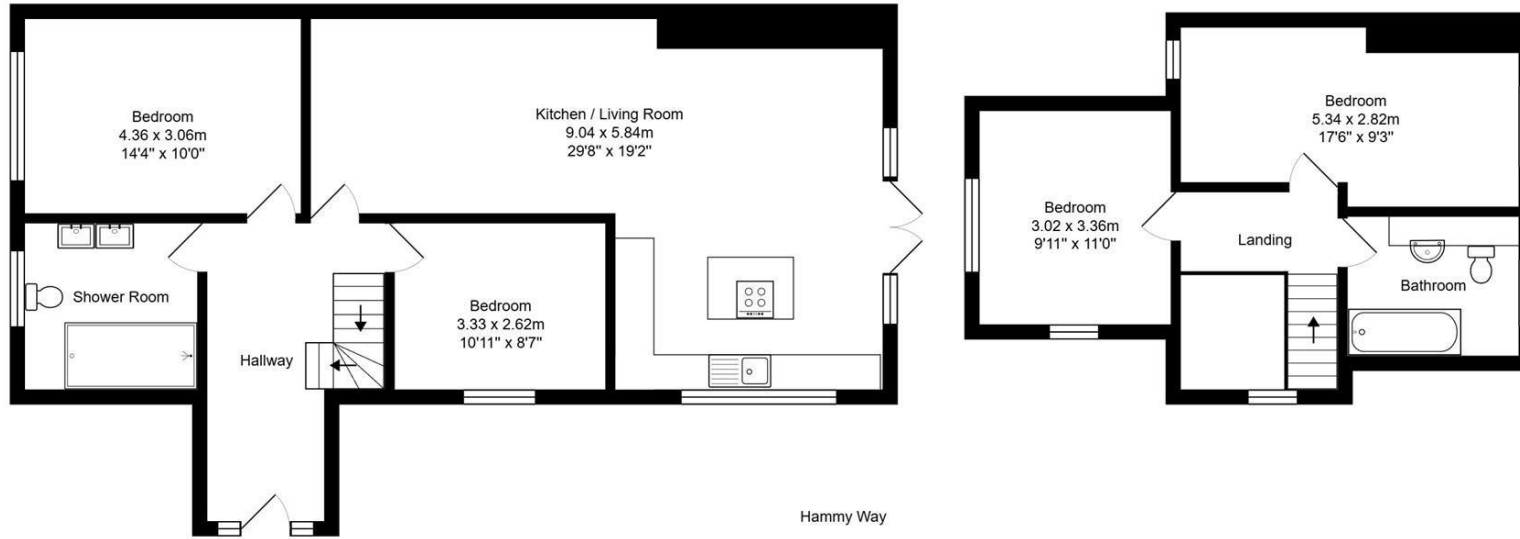 Bedroom
4.36 x 3.06m
14'4" x 10'0"
Kitchen / Living Room
9.04 x 5.84m
29'8" x 19'2"
Shower Room
Hallway
Bedroom
3.33 x 2.62m
10'11" x 8'7"
Bedroom
5.34 x 2.82m
17'6" x 9'3"
Bedroom
3.02 x 3.36m
9'11" x 11'0"
Landing
Bathroom
Hammy Way